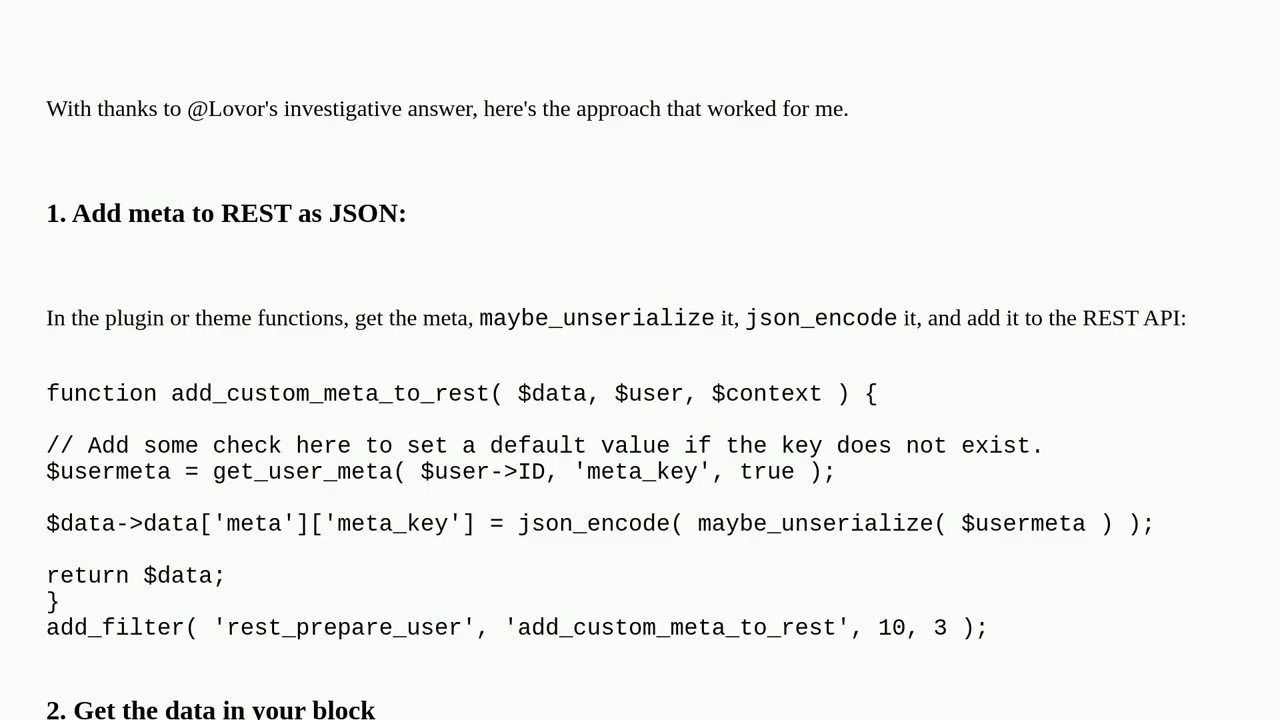 With thanks to @Lovor's investigative answer, here's the approach that worked for me.
1. Add meta to REST as JSON:
In the plugin or theme functions, get the meta, maybe_unserialize it, json_encode it, and add it to the REST API:
function add_custom_meta_to_rest( $data, $user, $context ) {
// Add some check here to set a default value if the key does not exist.
$usermeta = get_user_meta( $user->ID, 'meta_key', true );
$data->data['meta']['meta_key'] = json_encode( maybe_unserialize( $usermeta ) );
return $data;
}
add_filter( 'rest_prepare_user', 'add_custom_meta_to_rest', 10, 3 );
2. Get the data in your block